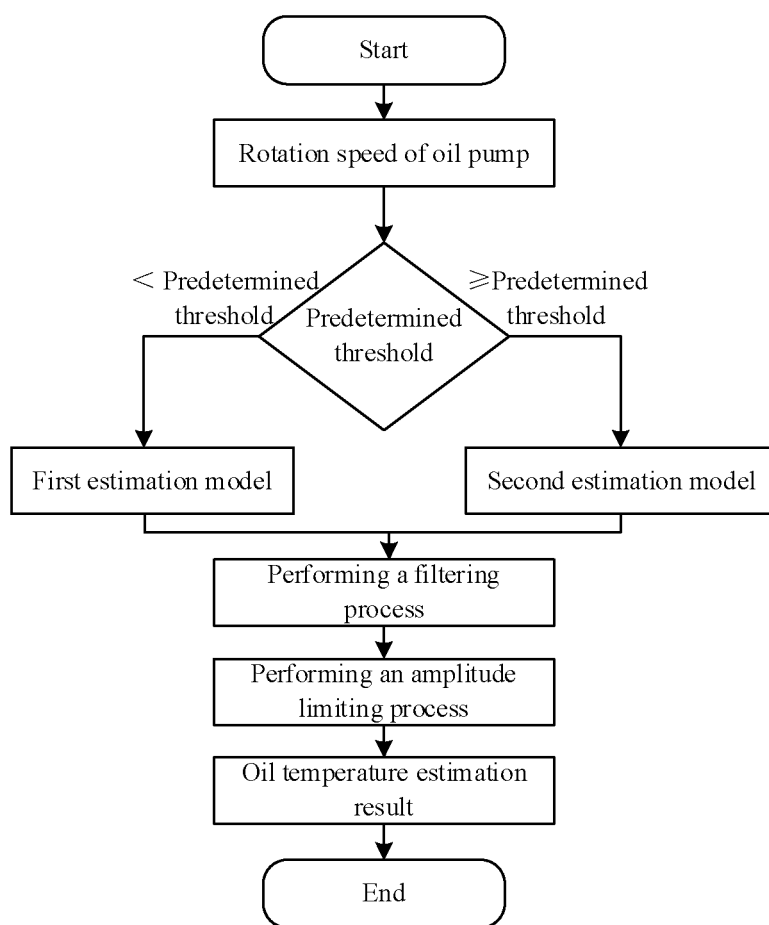 Start
Rotation speed of oil pump
< Predetermined
threshold
≥Predetermined
threshold
Predetermined
threshold
First estimation model
Second estimation model
Performing a filtering
process
Performing an amplitude
limiting process
Oil temperature estimation
result
End